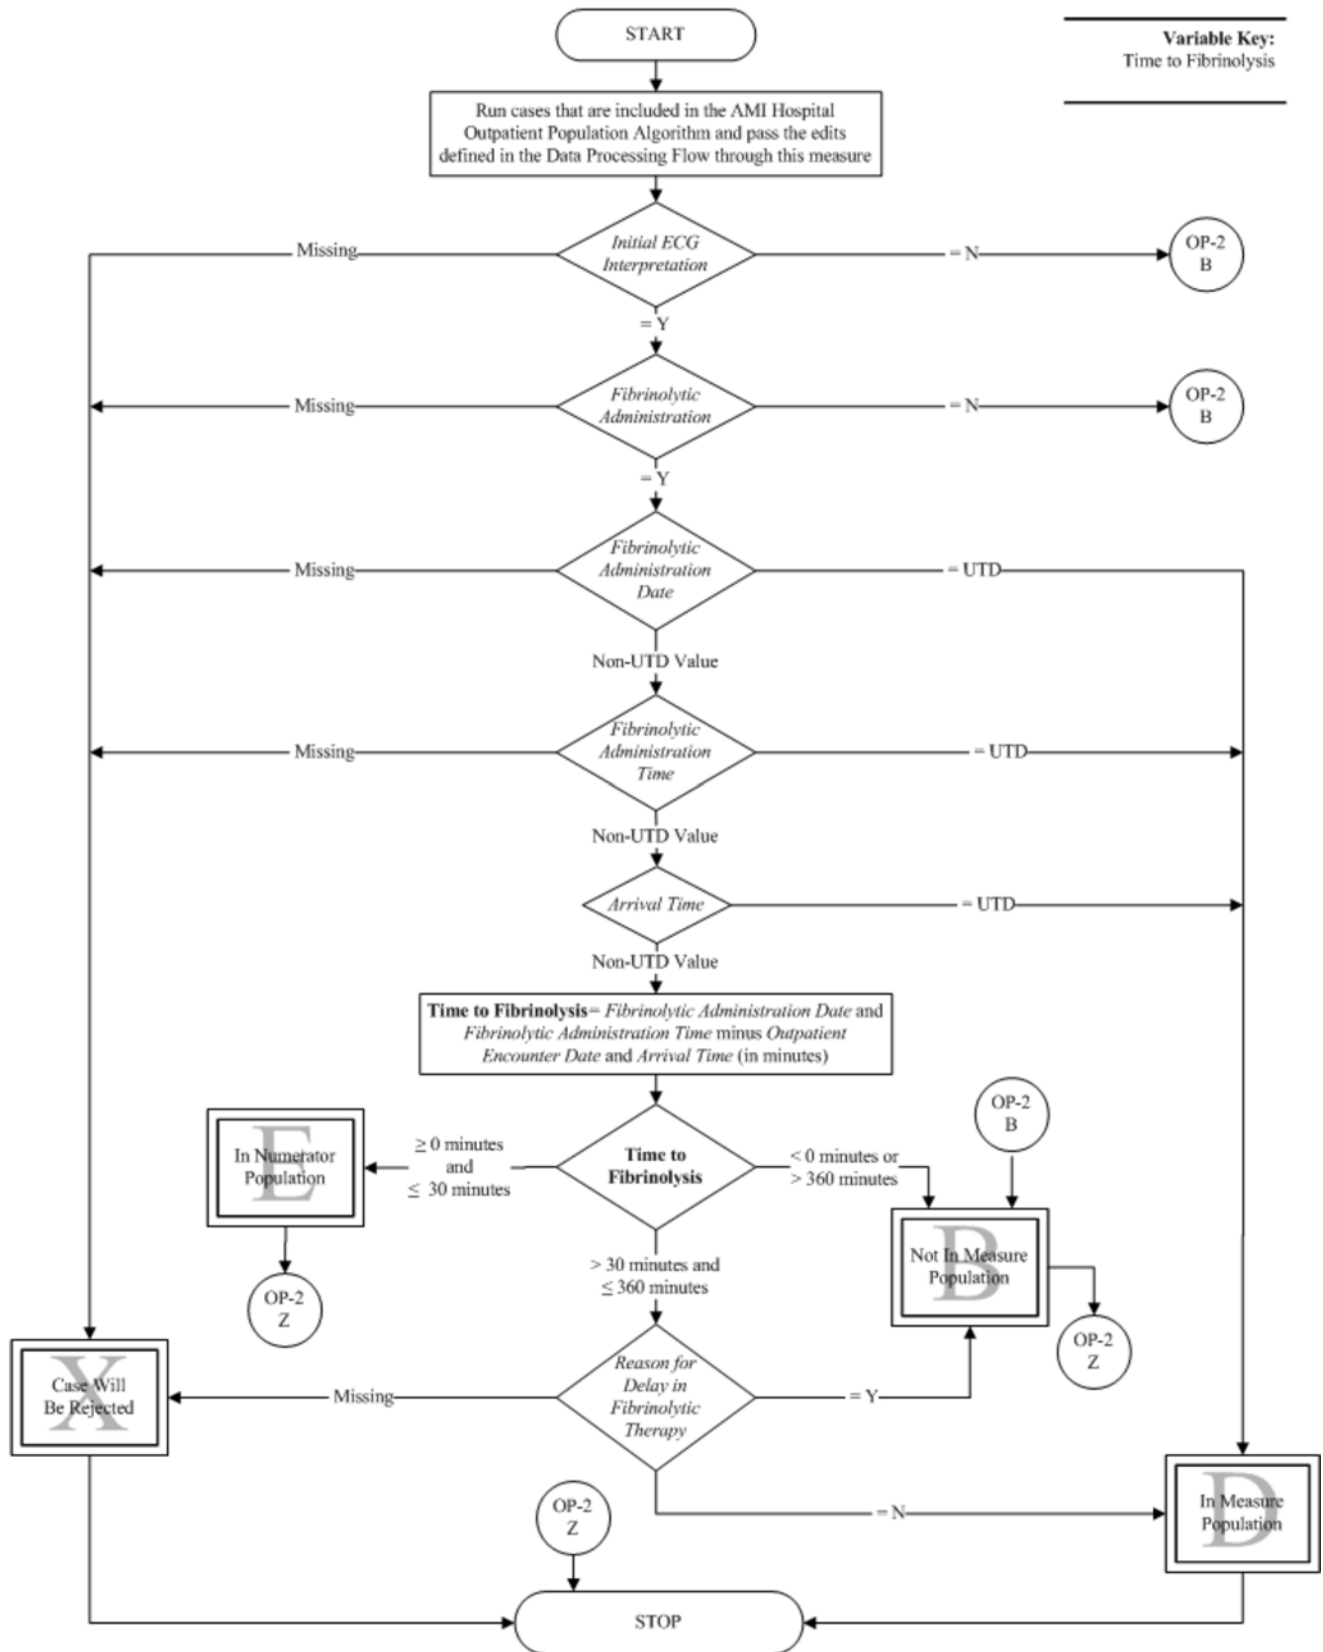 START
Variable Key:
Time to Fibrinolysis
Run cases that are included in the AMI Hospital
Outpatient Population Algorithm and pass the edits
defined in the Data Processing Flow through this measure
Missing
Initial ECG
Interpretation
= N
OP-2
B
= Y
Missing
Fibrinolytic
Administration
= N
OP-2
B
= Y
Missing
Fibrinolytic
Administration
Date
= UTD
Non-UTD Value
Missing
Fibrinolytic
Administration
Time
= UTD
Non-UTD Value
Arrival Time
= UTD
Non-UTD Value
Time to Fibrinolysis= Fibrinolytic Administration Date and
Fibrinolytic Administration Time minus Outpatient
Encounter Date and Arrival Time (in minutes)
E
In Numerator
Population
≥ 0 minutes
and
≤ 30 minutes
Time to
Fibrinolysis
< 0 minutes or
> 360 minutes
OP-2
B
B
Not In Measure
Population
> 30 minutes and
≤ 360 minutes
OP-2
Z
OP-2
Z
X
Case Will
Be Rejected
Missing
Reason for
Delay in
Fibrinolytic
Therapy
= Y
= N
D
In Measure
Population
OP-2
Z
STOP